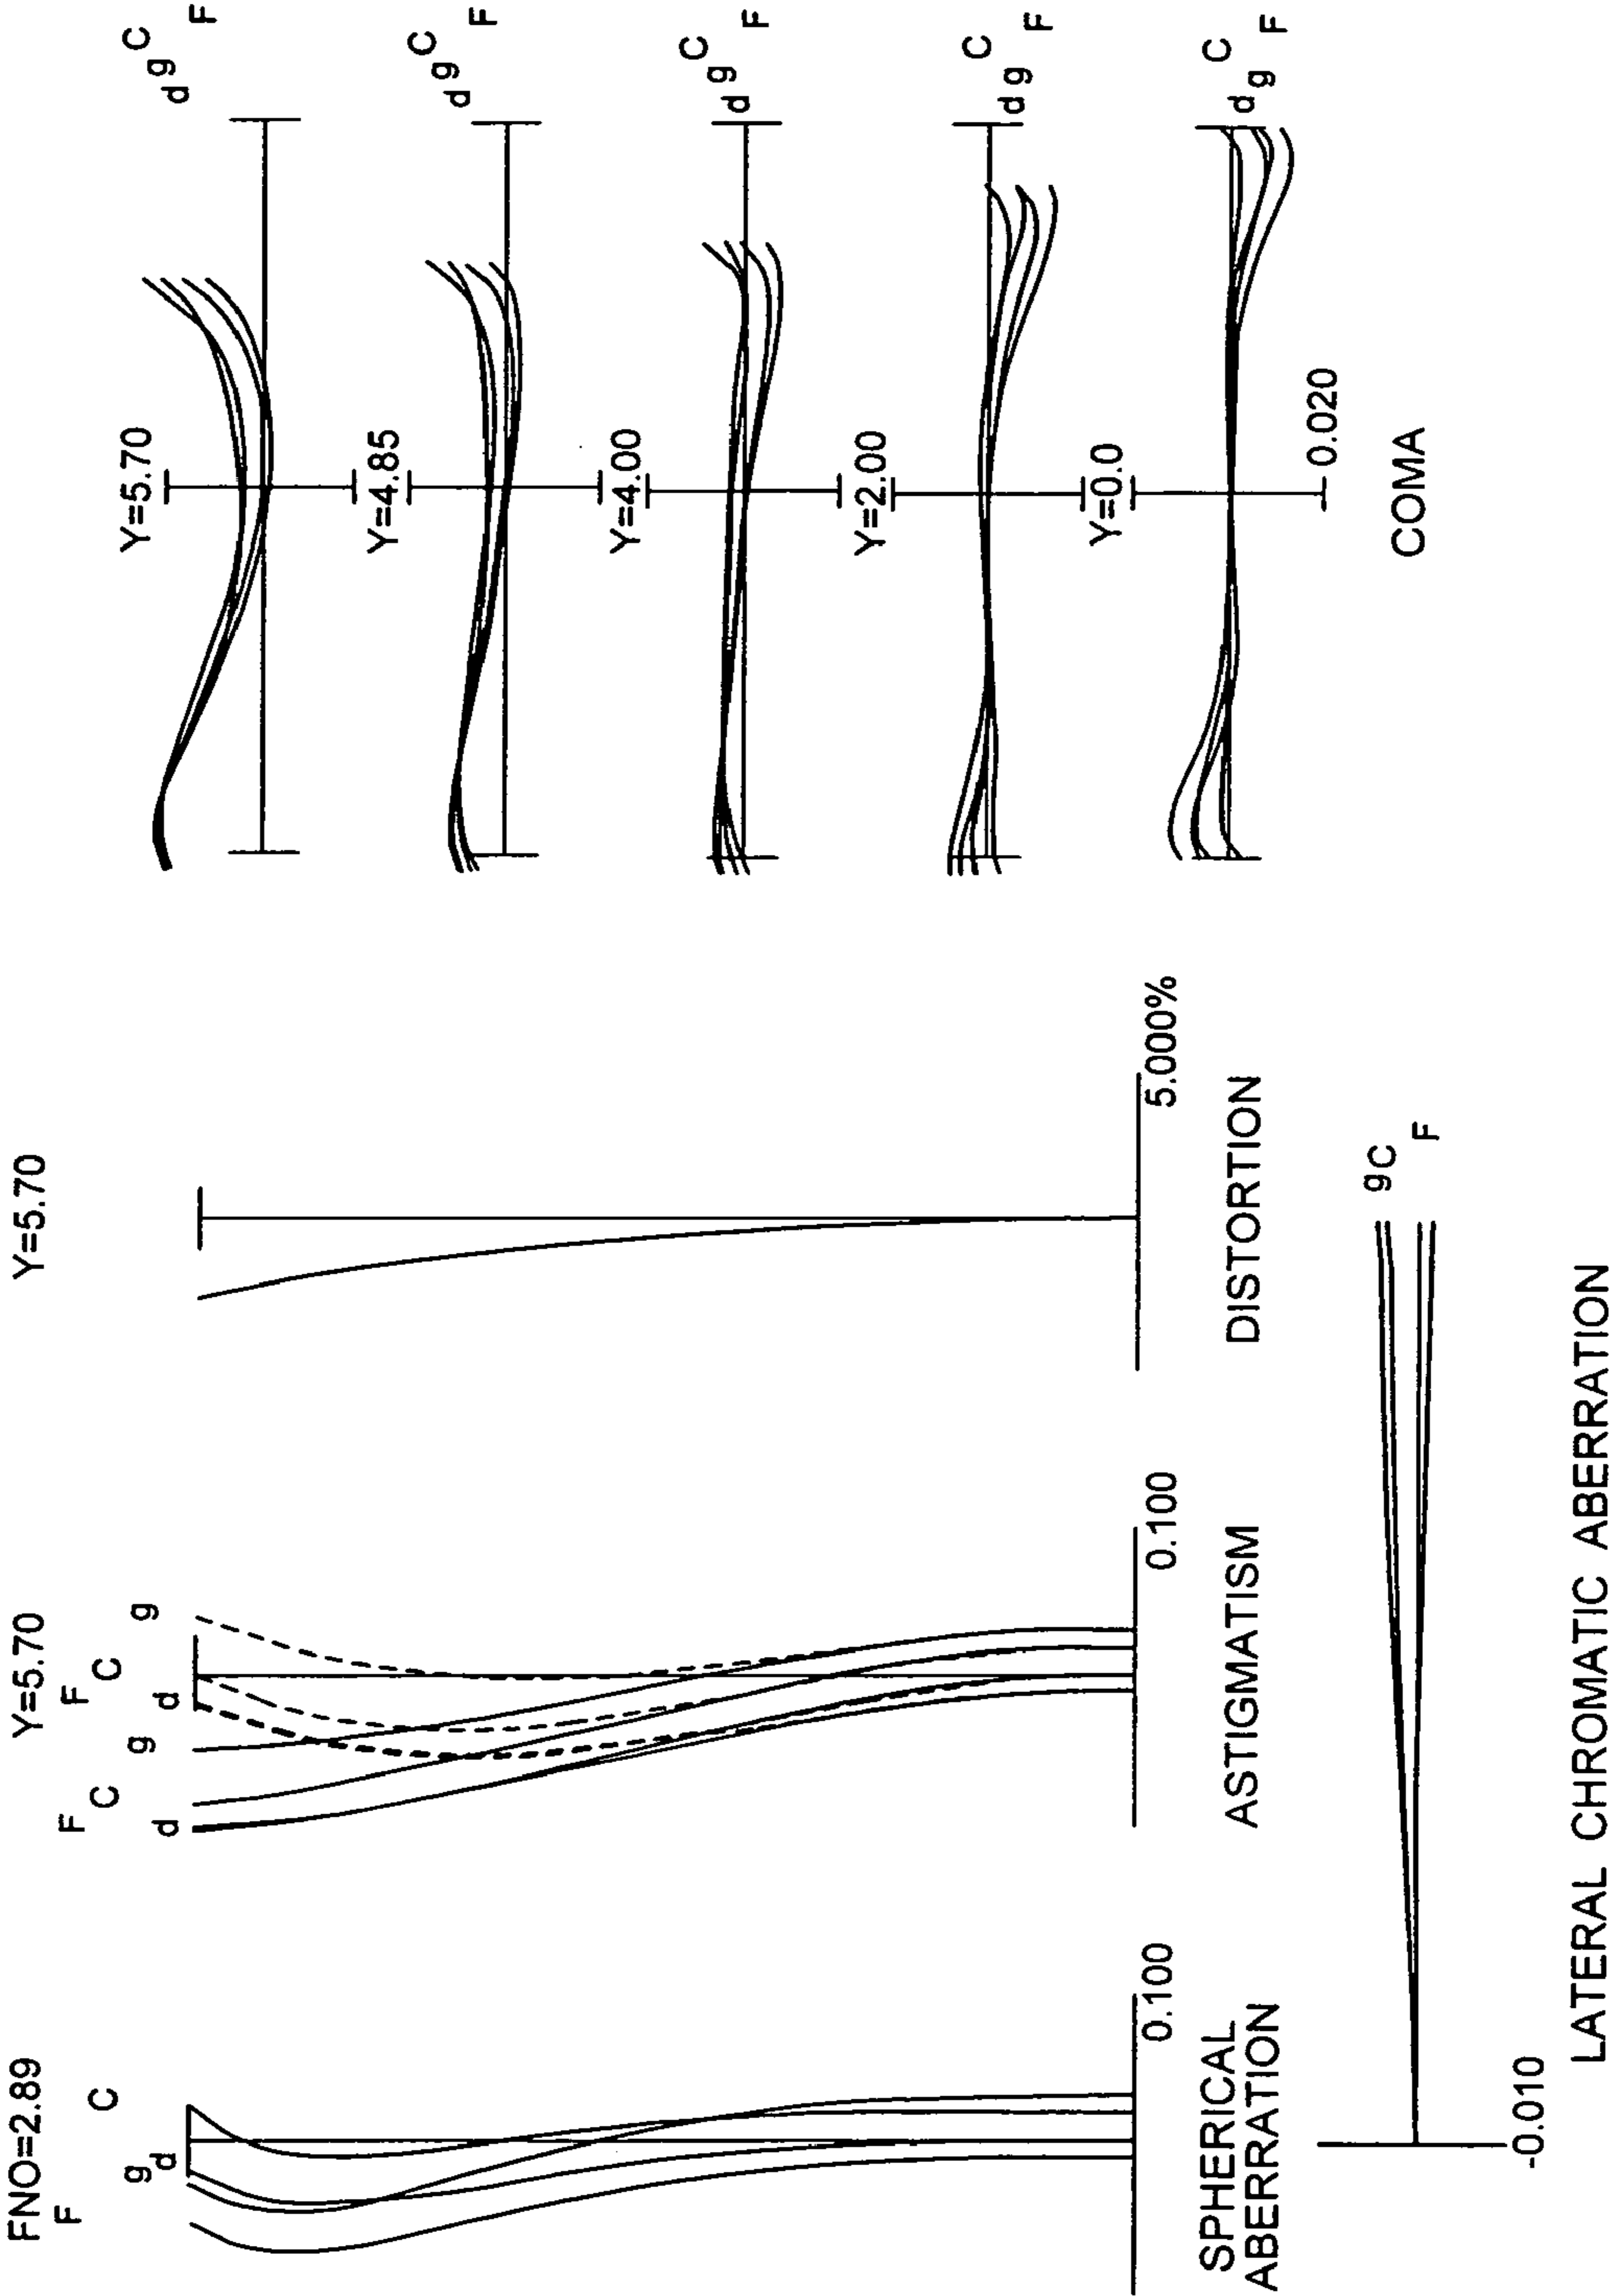 FNO=2.89
F
g
d
C
0.100
SPHERICAL
ABERRATION
Y=5.70
F
C
d
g
F
C
d
g
0.100
ASTIGMATISM
Y=5.70
5.000%
DISTORTION
Y=5.70
d
g
C
F
Y=4.85
d
g
C
F
Y=4.00
d
g
C
F
Y=2.00
d
g
C
F
Y=0.0
d
g
C
F
0.020
COMA
g
C
F
-0.010
LATERAL CHROMATIC ABERRATION